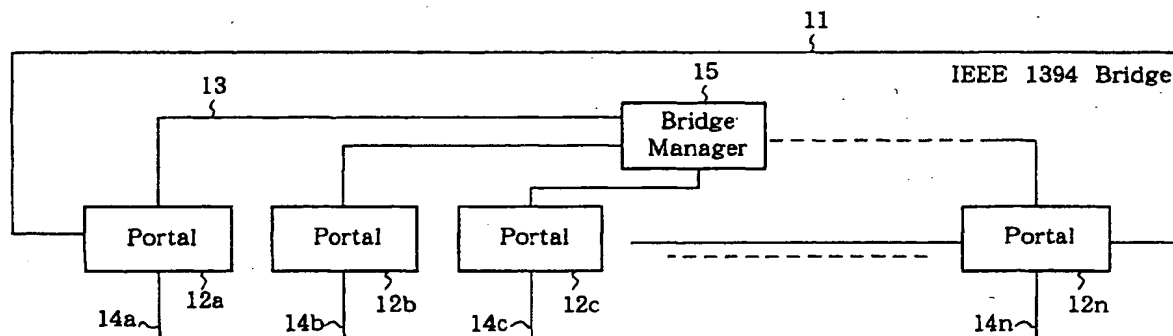 11
IEEE 1394 Bridge
13
15
Bridge
Manager
Portal
Portal
Portal
Portal
12a
12b
12c
12n
14a
14b
14c
14n